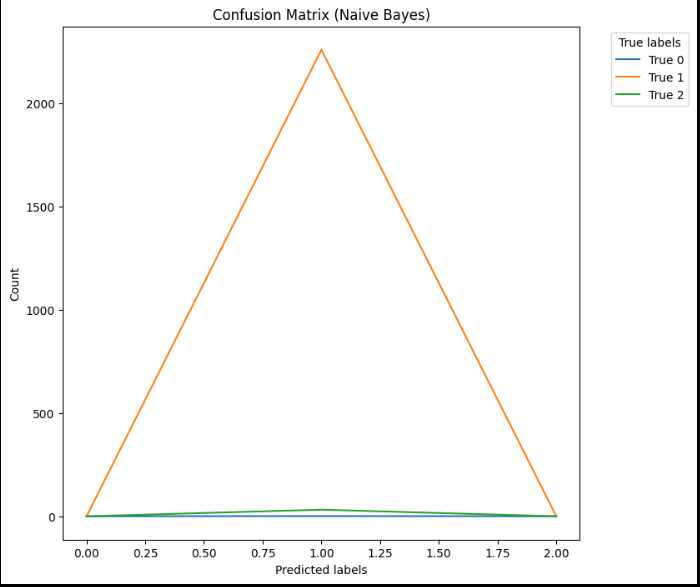 Confusion Matrix (Naive Bayes)
True labels
True 0
True 1
True 2
2000
1500
1000
500
0
Count
0.00 0.25 0.50 0.75 1.00 1.25 1.50 1.75 2.00
Predicted labels